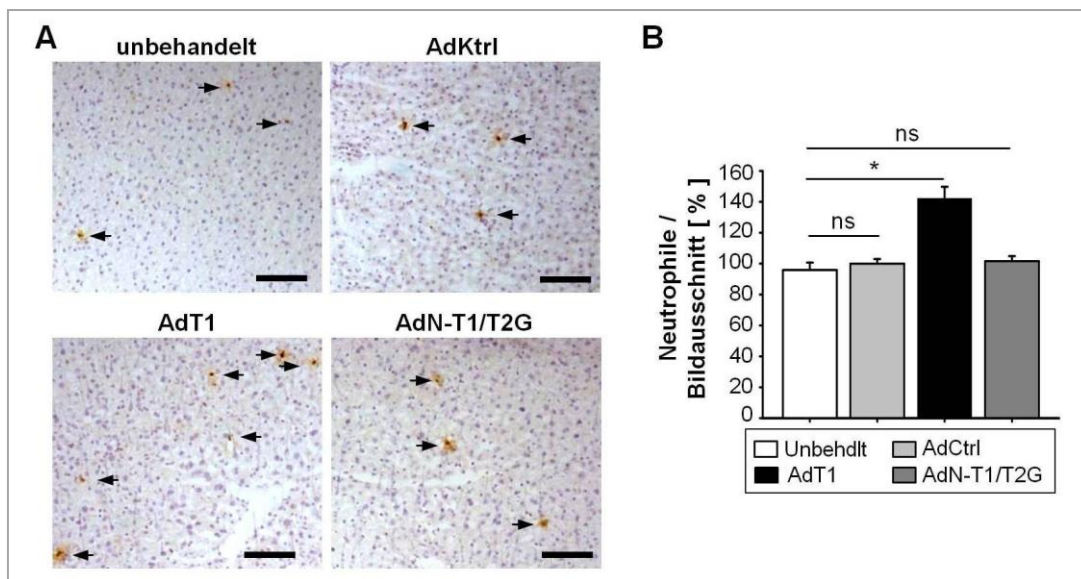 A
unbehandelt
AdKtrl
AdT1
AdN-T1/T2G
B
ns
*
ns
Neutrophile /
Bildausschnitt [ % ]
160
140
120
100
80
60
40
20
0
Unbehdlt
AdCtrl
AdT1
AdN-T1/T2G